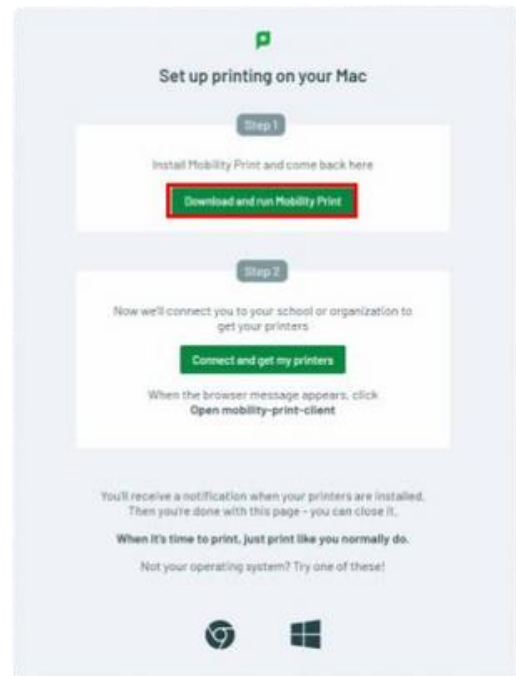 Set up printing on your Mac
Step 1
Install Mobility Print and come back here
Download and run Mobility Print
Step 2
Now we'll connect you to your school or organization to
get your printers
Connect and get my printers
When the browser message appears, click
Open mobility-print-client
You'll receive a notification when your printers are installed.
Then you're done with this page - you can close it.
When it's time to print, just print like you normally do.
Not your operating system? Try one of these!